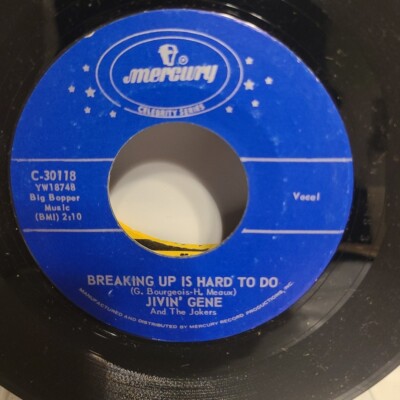 mercury
CELEBRITY SERIES
C-30118
YW18748
Big Bopper
Music
(BMI) 2:10
Vocal
BREAKING UP IS HARD TO DO
(G. Bourgeois-H. Meaux)
JIVIN' GENE
And The Jokers
MANUFACTURED AND DISTRIBUTED BY MERCURY RECORD PRODUCTIONS, INC.